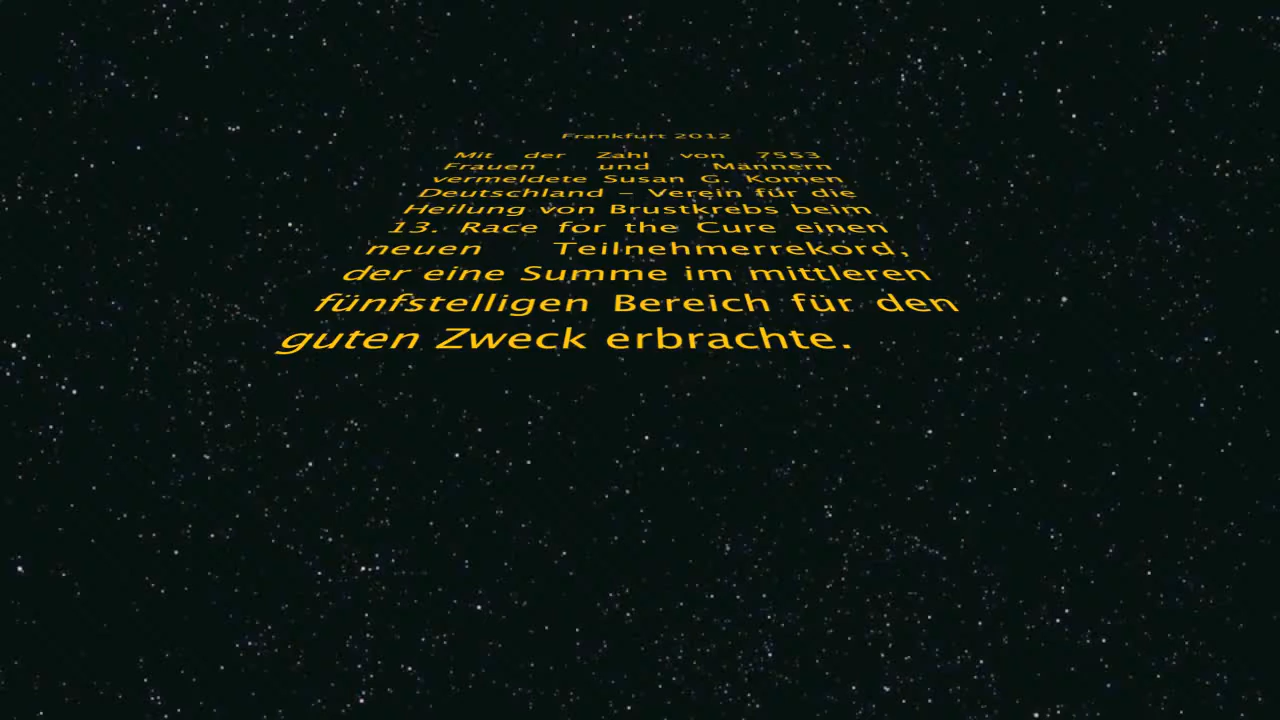 Frankfurt 2012
Mit der Zahl von 7553
Frauen und Männern
vermeldete Susan G. Komen
Deutschland – Verein für die
Heilung von Brustkrebs beim
13. Race for the Cure einen
neuen Teilnehmerrekord,
der eine Summe im mittleren
fünfstelligen Bereich für den
guten Zweck erbrachte.